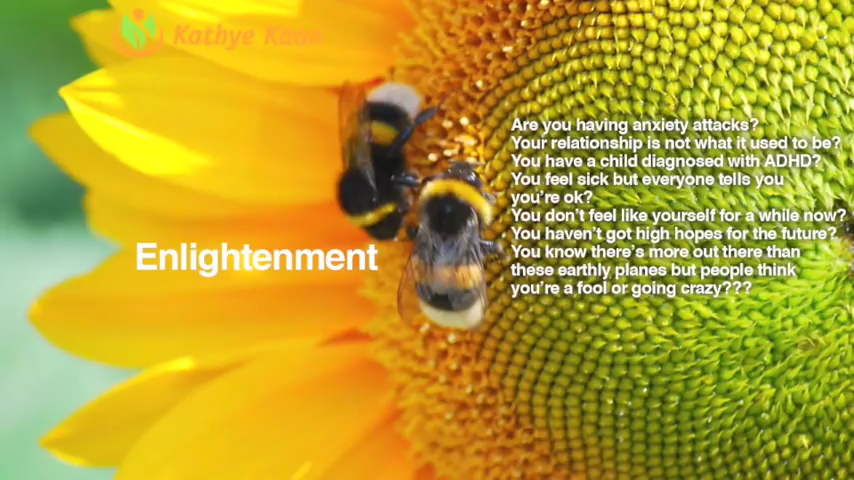 Kathye Kane
Are you having anxiety attacks?
Your relationship is not what it used to be?
You have a child diagnosed with ADHD?
You feel sick but everyone tells you
you're ok?
You don't feel like yourself for a while now?
You haven't got high hopes for the future?
You know there's more out there than
these earthly planes but people think
you're a fool or going crazy???
Enlightenment